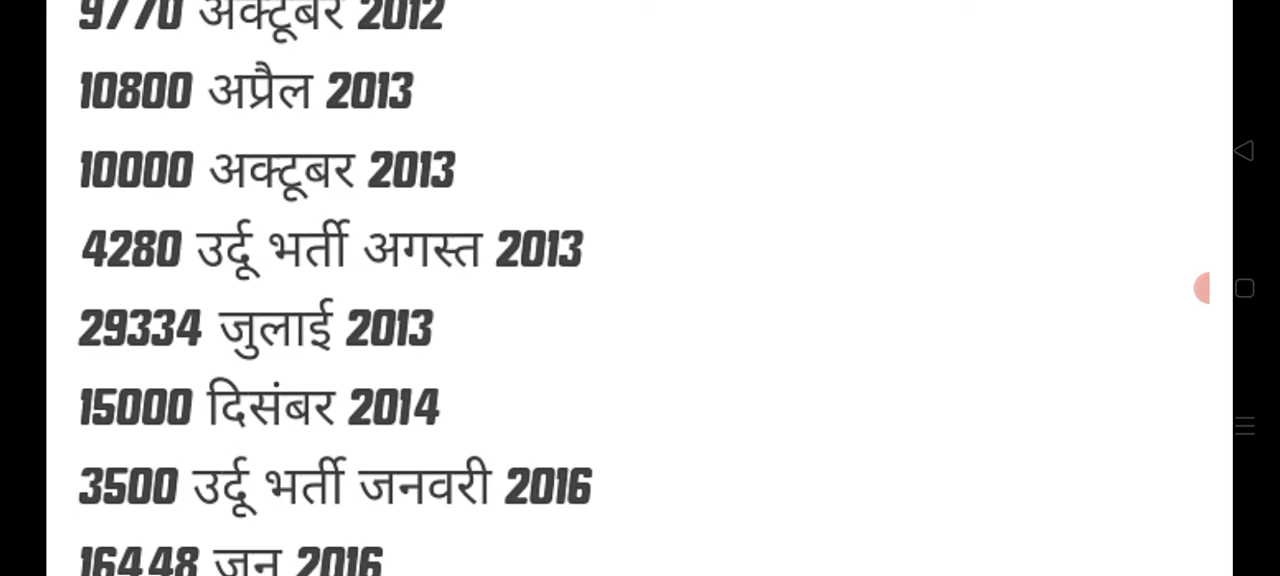 9770 अक्टूबर 2012
10800 अप्रैल 2013
10000 अक्टूबर 2013
4280 उर्दू भर्ती अगस्त 2013
29334 जुलाई 2013
15000 दिसंबर 2014
3500 उर्दू भर्ती जनवरी 2016
16448 जून 2016